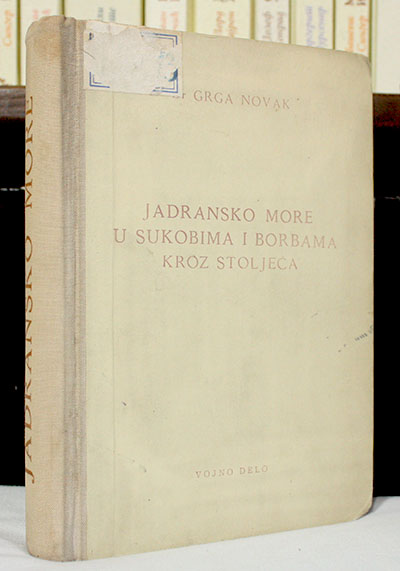 GRGA NOVAK
JADRANSKO MORE
U SUKOBIMA I BORBAMA
KROZ STOLJEĆA
VOJNO DELO
JADRANSKO MORE